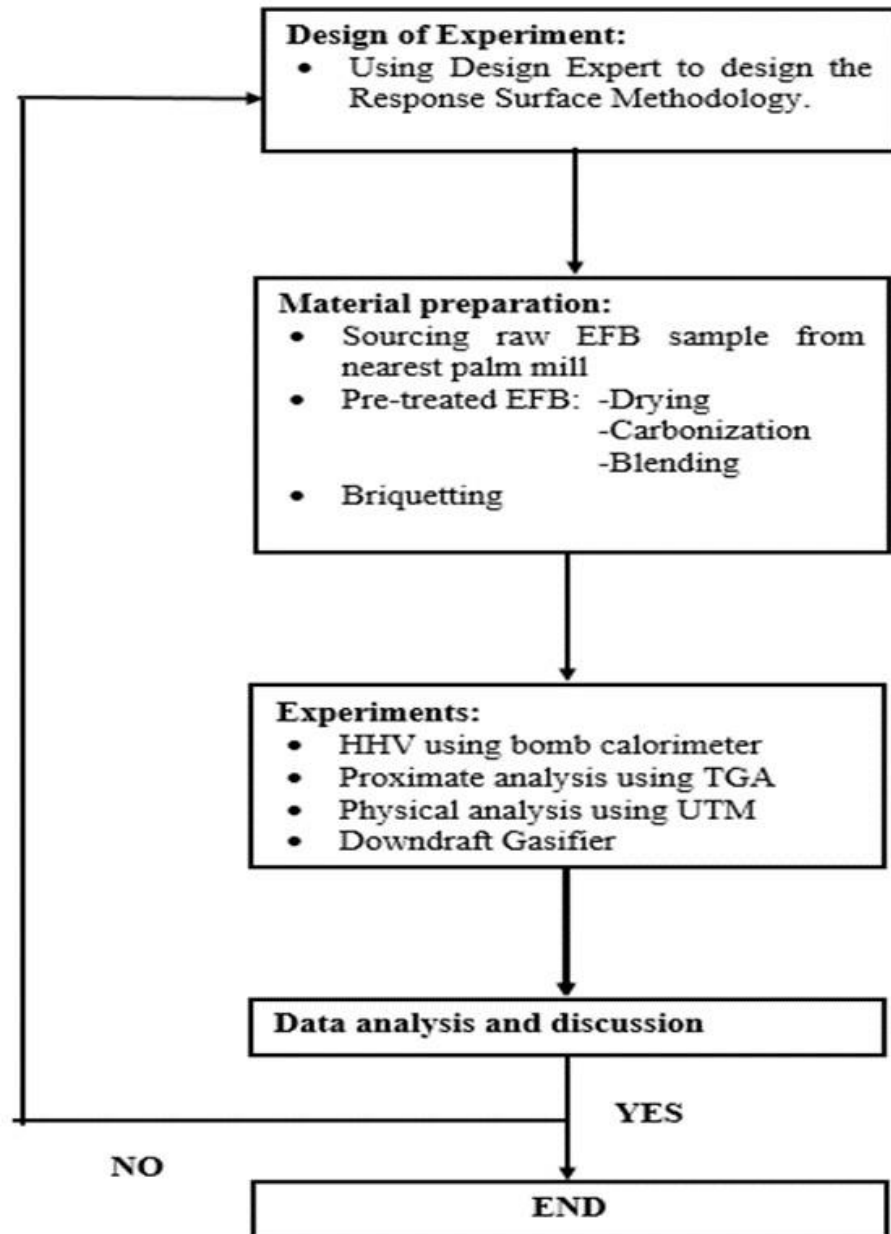 Design of Experiment:
• Using Design Expert to design the
Response Surface Methodology.
Material preparation:
• Sourcing raw EFB sample from
nearest palm mill
• Pre-treated EFB: -Drying
-Carbonization
-Blending
• Briquetting
Experiments:
• HHV using bomb calorimeter
• Proximate analysis using TGA
• Physical analysis using UTM
• Downdraft Gasifier
Data analysis and discussion
YES
NO
END